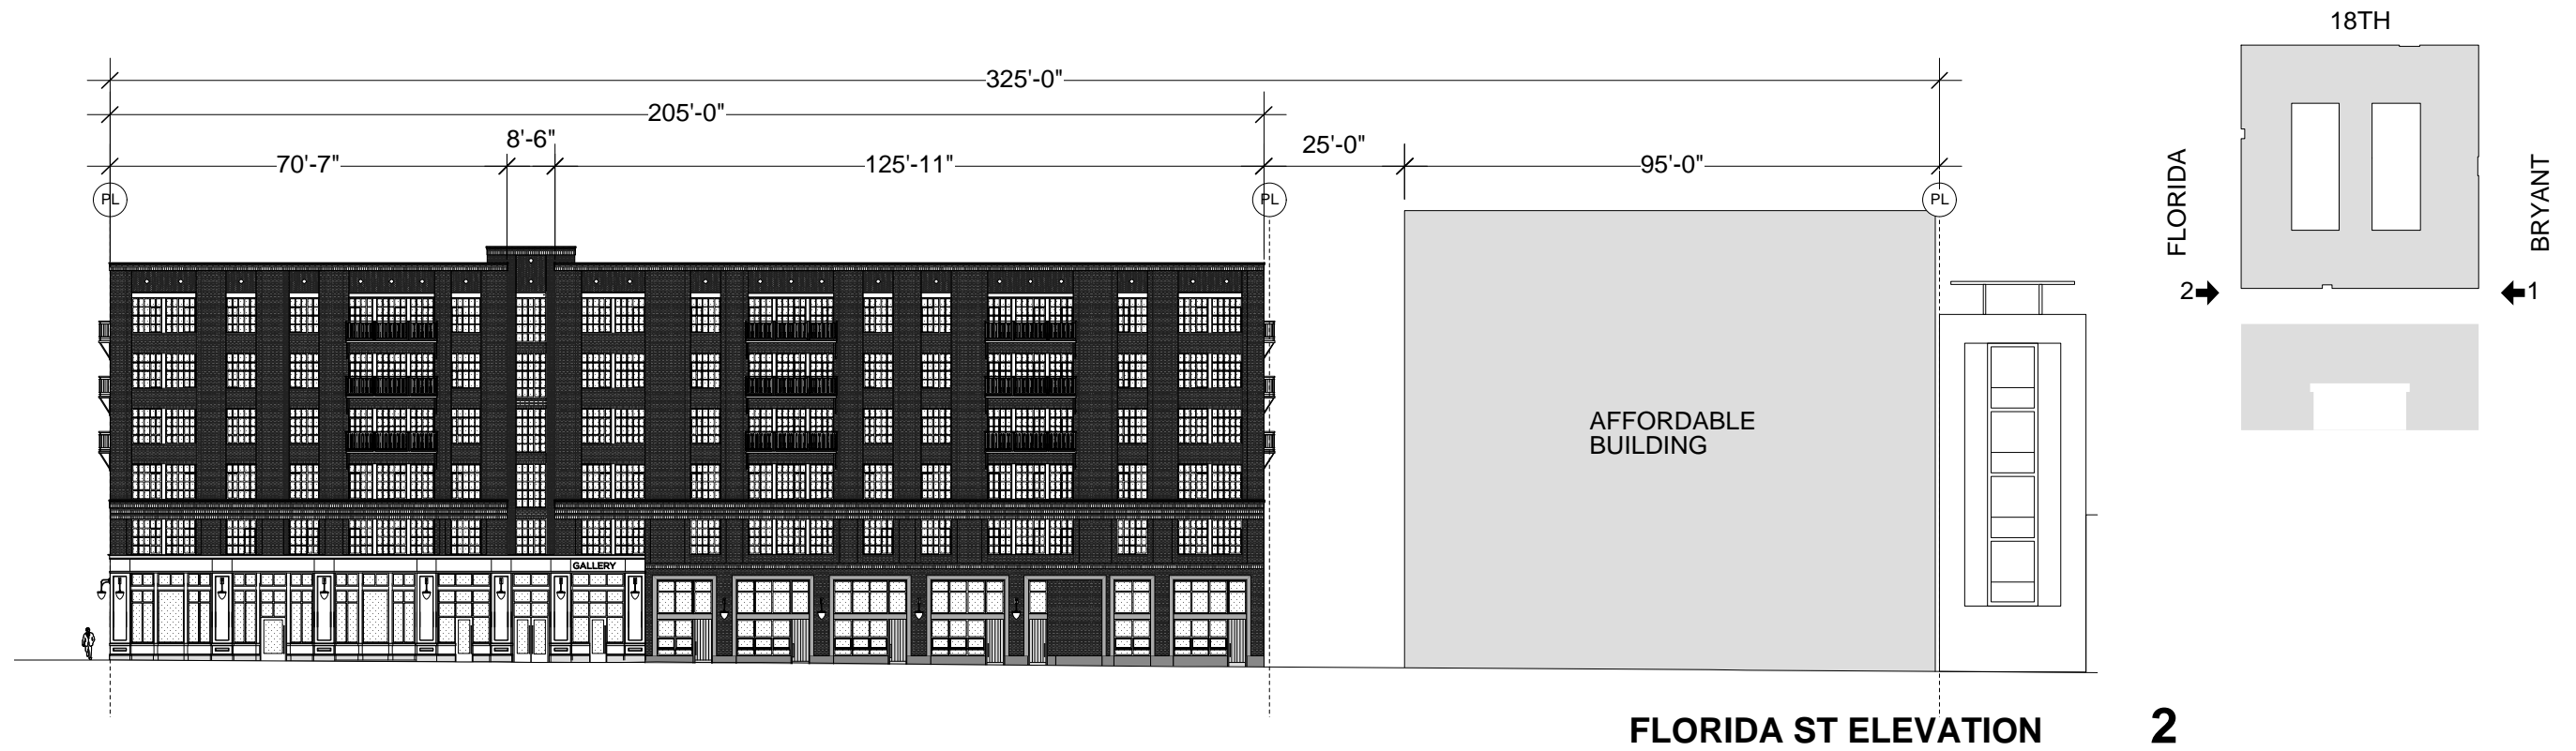 18TH
325'-0"
205'-0"
8'-6"
25'-0"
70'-7"
125'-11"
95'-0"
PL
PL
PL
FLORIDA
BRYANT
2
1
AFFORDABLE
BUILDING
GALLERY
FLORIDA ST ELEVATION 2